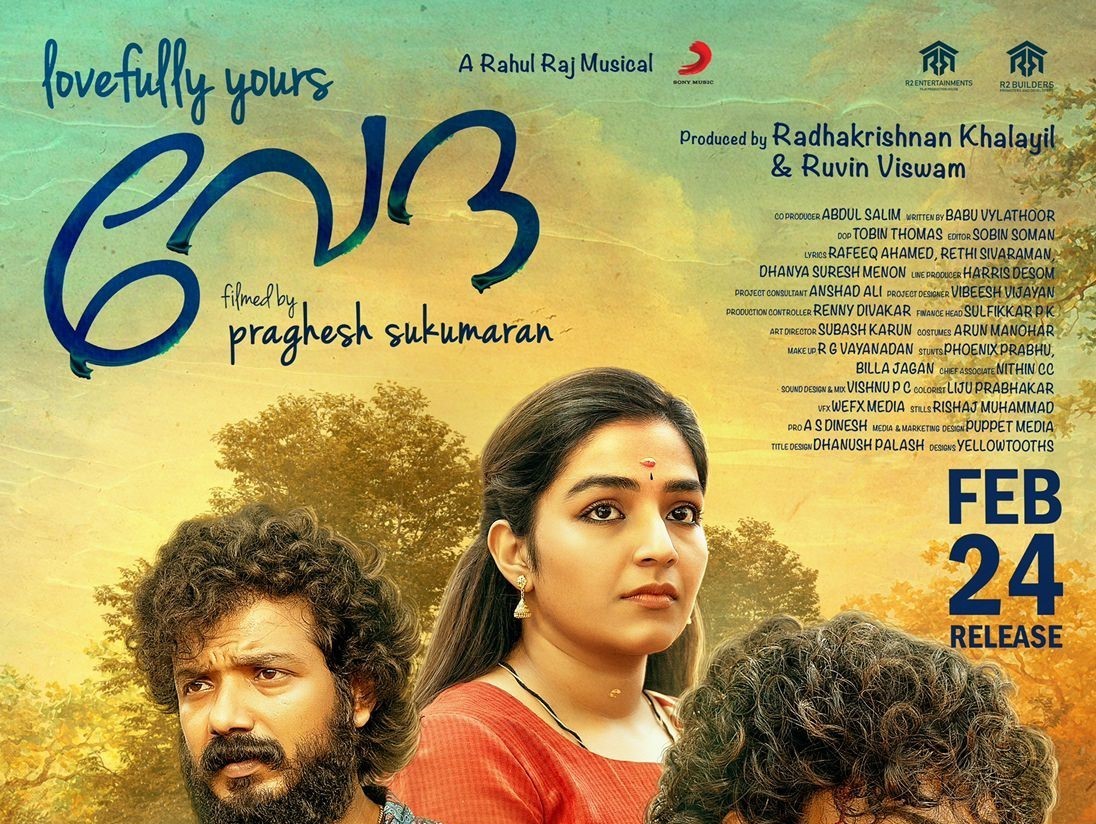 lovefully yours
വേദ
filmed by
praghesh sukumaran
A Rahul Raj Musical
SONY MUSIC
R2 ENTERTAINMENTS
R2 BUILDERS
Produced by Radhakrishnan Khalayil
& Ruvin Viswam
CO PRODUCER ABDUL SALIM WRITTEN BY BABU VYLATHOOR
DOP TOBIN THOMAS EDITOR SOBIN SOMAN
LYRICS RAFEEQ AHAMED, RETHI SIVARAMAN,
DHANYA SURESH MENON LINE PRODUCER HARRIS DESOM
PROJECT CONSULTANT ANSHAD ALI PROJECT DESIGNER VIBEESH VIJAYAN
PRODUCTION CONTROLLER RENNY DIVAKAR FINANCE HEAD SULFIKKAR P K
ART DIRECTOR SUBASH KARUN COSTUMES ARUN MANOHAR
MAKE UP R G VAYANADAN STUNTS PHOENIX PRABHU,
BILLA JAGAN CHIEF ASSOCIATE NITHIN CC
SOUND DESIGN & MIX VISHNU P C COLORIST LIJU PRABHAKAR
VFX WEFX MEDIA STILLS RISHAJ MUHAMMAD
PRO A S DINESH MEDIA & MARKETING DESIGN PUPPET MEDIA
TITLE DESIGN DHANUSH PALASH DESIGNS YELLOWTOOTHS
FEB
24
RELEASE